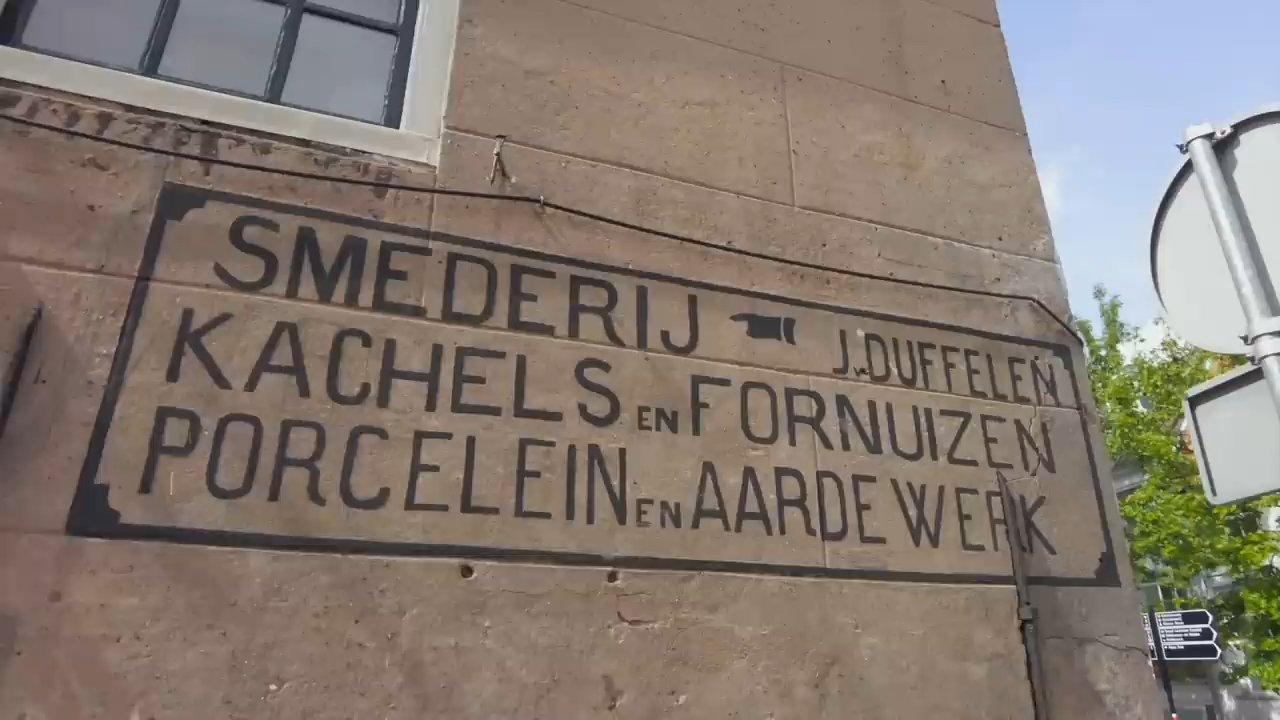 SMEDERIJ J.v.DUFFELEN
KACHELS EN FORNUIZEN
PORCELEIN EN AARDEWERK